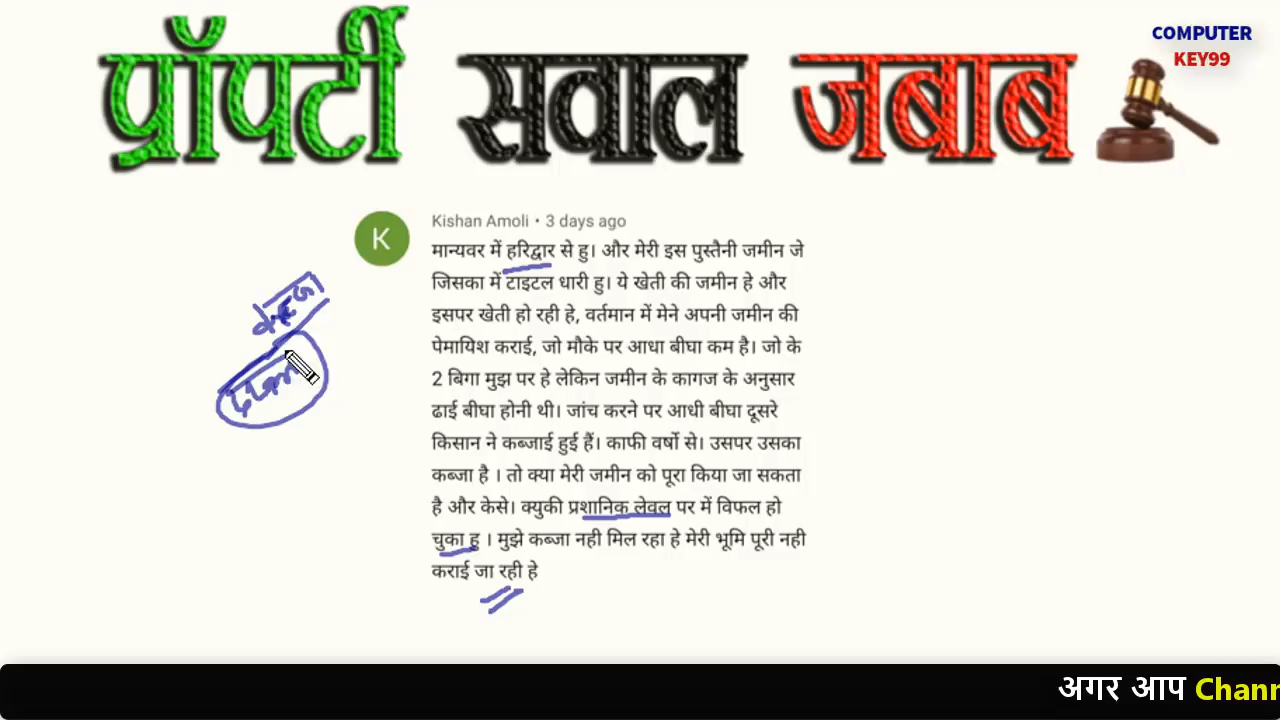 प्रॉपर्टी सवाल जबाब
COMPUTER
KEY99
K
Kishan Amoli • 3 days ago
मान्यवर में हरिद्वार से हु। और मेरी इस पुस्तैनी जमीन जे
जिसका में टाइटल धारी हु। ये खेती की जमीन हे और
इसपर खेती हो रही हे, वर्तमान में मेने अपनी जमीन की
पेमायिश कराई, जो मौके पर आधा बीघा कम है। जो के
2 बिगा मुझ पर हे लेकिन जमीन के कागज के अनुसार
ढाई बीघा होनी थी। जांच करने पर आधी बीघा दूसरे
किसान ने कब्जाई हुई हैं। काफी वर्षो से। उसपर उसका
कब्जा है । तो क्या मेरी जमीन को पूरा किया जा सकता
है और केसे। क्युकी प्रशानिक लेवल पर में विफल हो
चुका हु । मुझे कब्जा नही मिल रहा हे मेरी भूमि पूरी नही
कराई जा रही हे
अगर आप Chann